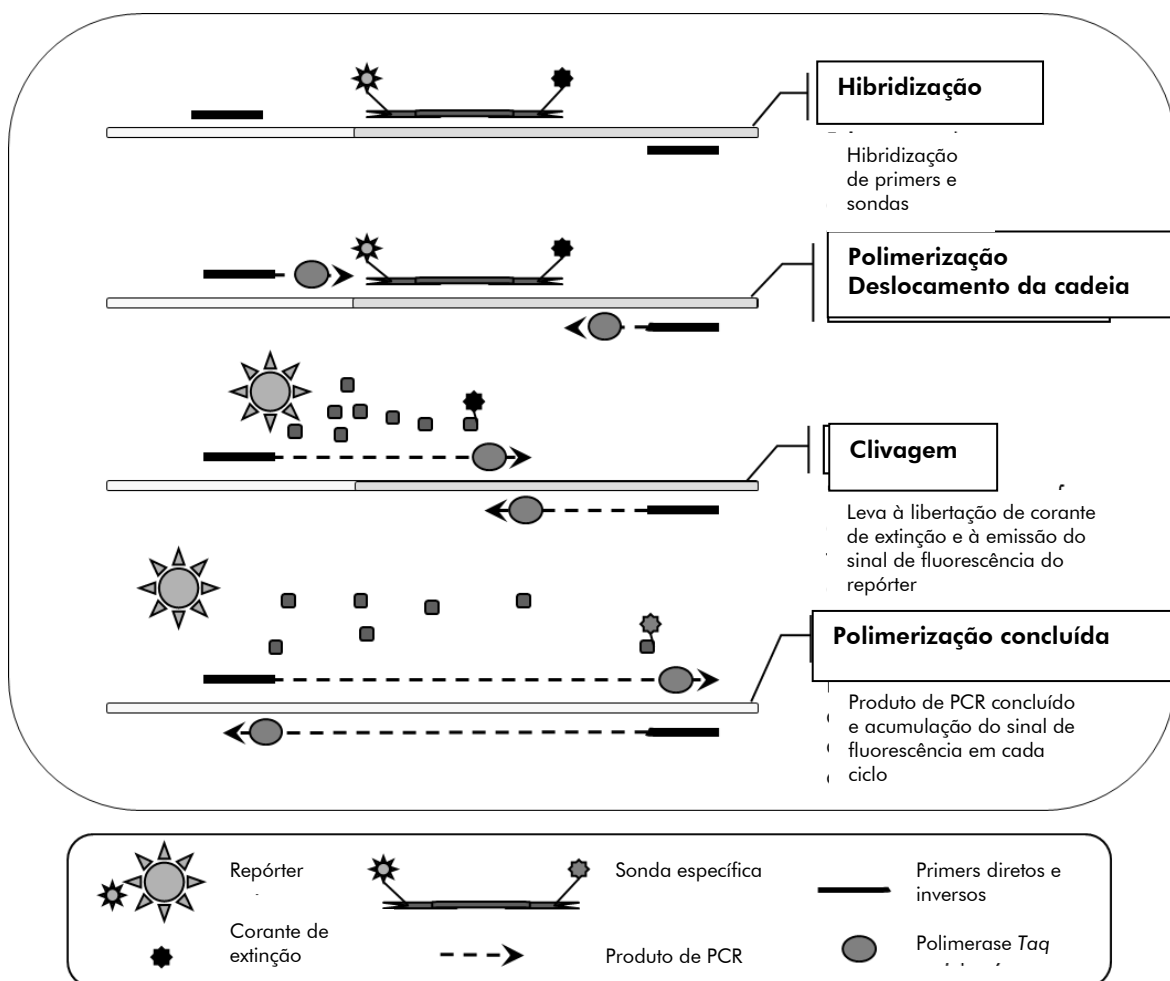 Hibridização
Hibridização
de primers e
sondas
Polimerização
Deslocamento da cadeia
Clivagem
Leva à libertação de corante
de extinção e à emissão do
sinal de fluorescência do
repórter
Polimerização concluída
Produto de PCR concluído
e acumulação do sinal de
fluorescência em cada
ciclo
Repórter
Corante de
extinção
Sonda específica
Produto de PCR
Primers diretos e
inversos
Polimerase Taq